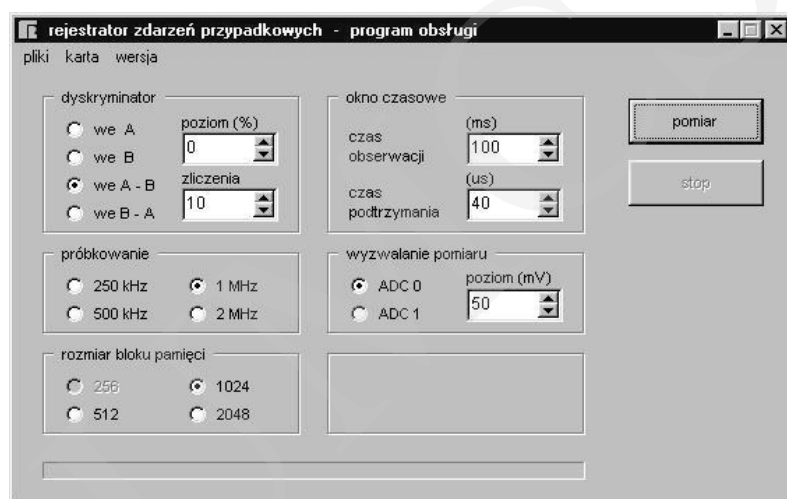 rejestrator zdarzeń przypadkowych - program obsługi
pliki karta wersja
dyskryminator
we A
we B
we A - B
we B - A
poziom (%)
0
zliczenia
10
okno czasowe
czas
obserwacji
(ms)
100
czas
podtrzymania
(us)
40
pomiar
stop
próbkowanie
250 kHz
1 MHz
500 kHz
2 MHz
wyzwalanie pomiaru
ADC 0
ADC 1
poziom (mV)
50
rozmiar bloku pamięci
256
1024
512
2048